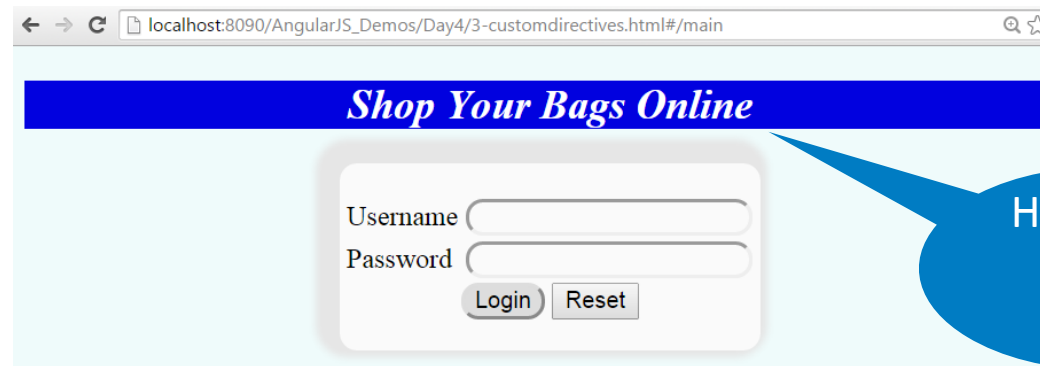 localhost:8090/AngularJS_Demos/Day4/3-customdirectives.html#/main
Shop Your Bags Online
H
Username
Password
Login Reset